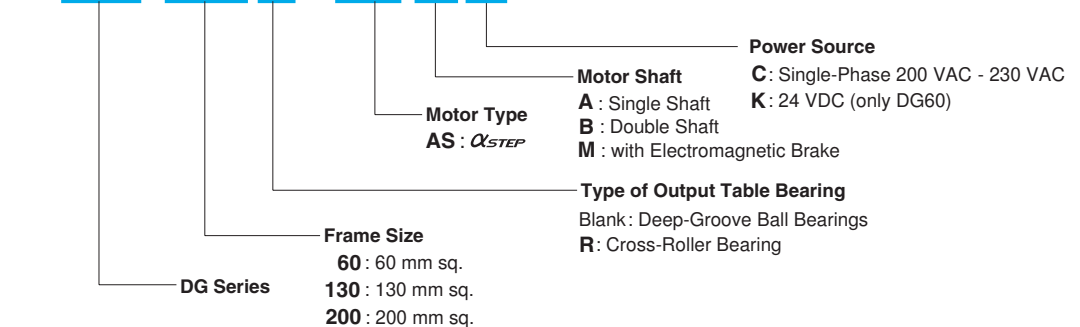 Power Source
C: Single-Phase 200 VAC - 230 VAC
K: 24 VDC (only DG60)
Motor Shaft
A : Single Shaft
B : Double Shaft
M : with Electromagnetic Brake
Motor Type
AS : αSTEP
Type of Output Table Bearing
Blank: Deep-Groove Ball Bearings
R: Cross-Roller Bearing
Frame Size
60 : 60 mm sq.
130 : 130 mm sq.
200 : 200 mm sq.
DG Series